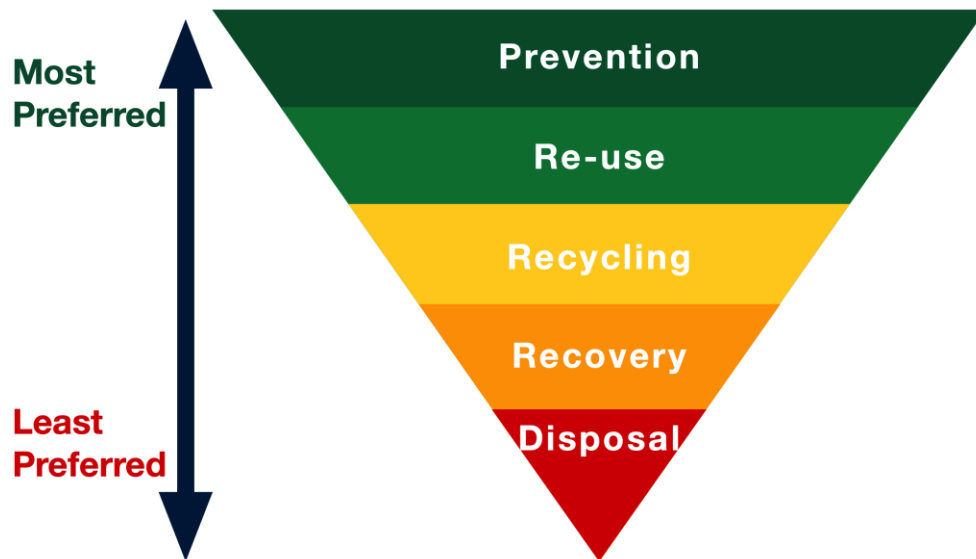 Most
Preferred
Prevention
Re-use
Recycling
Recovery
Disposal
Least
Preferred